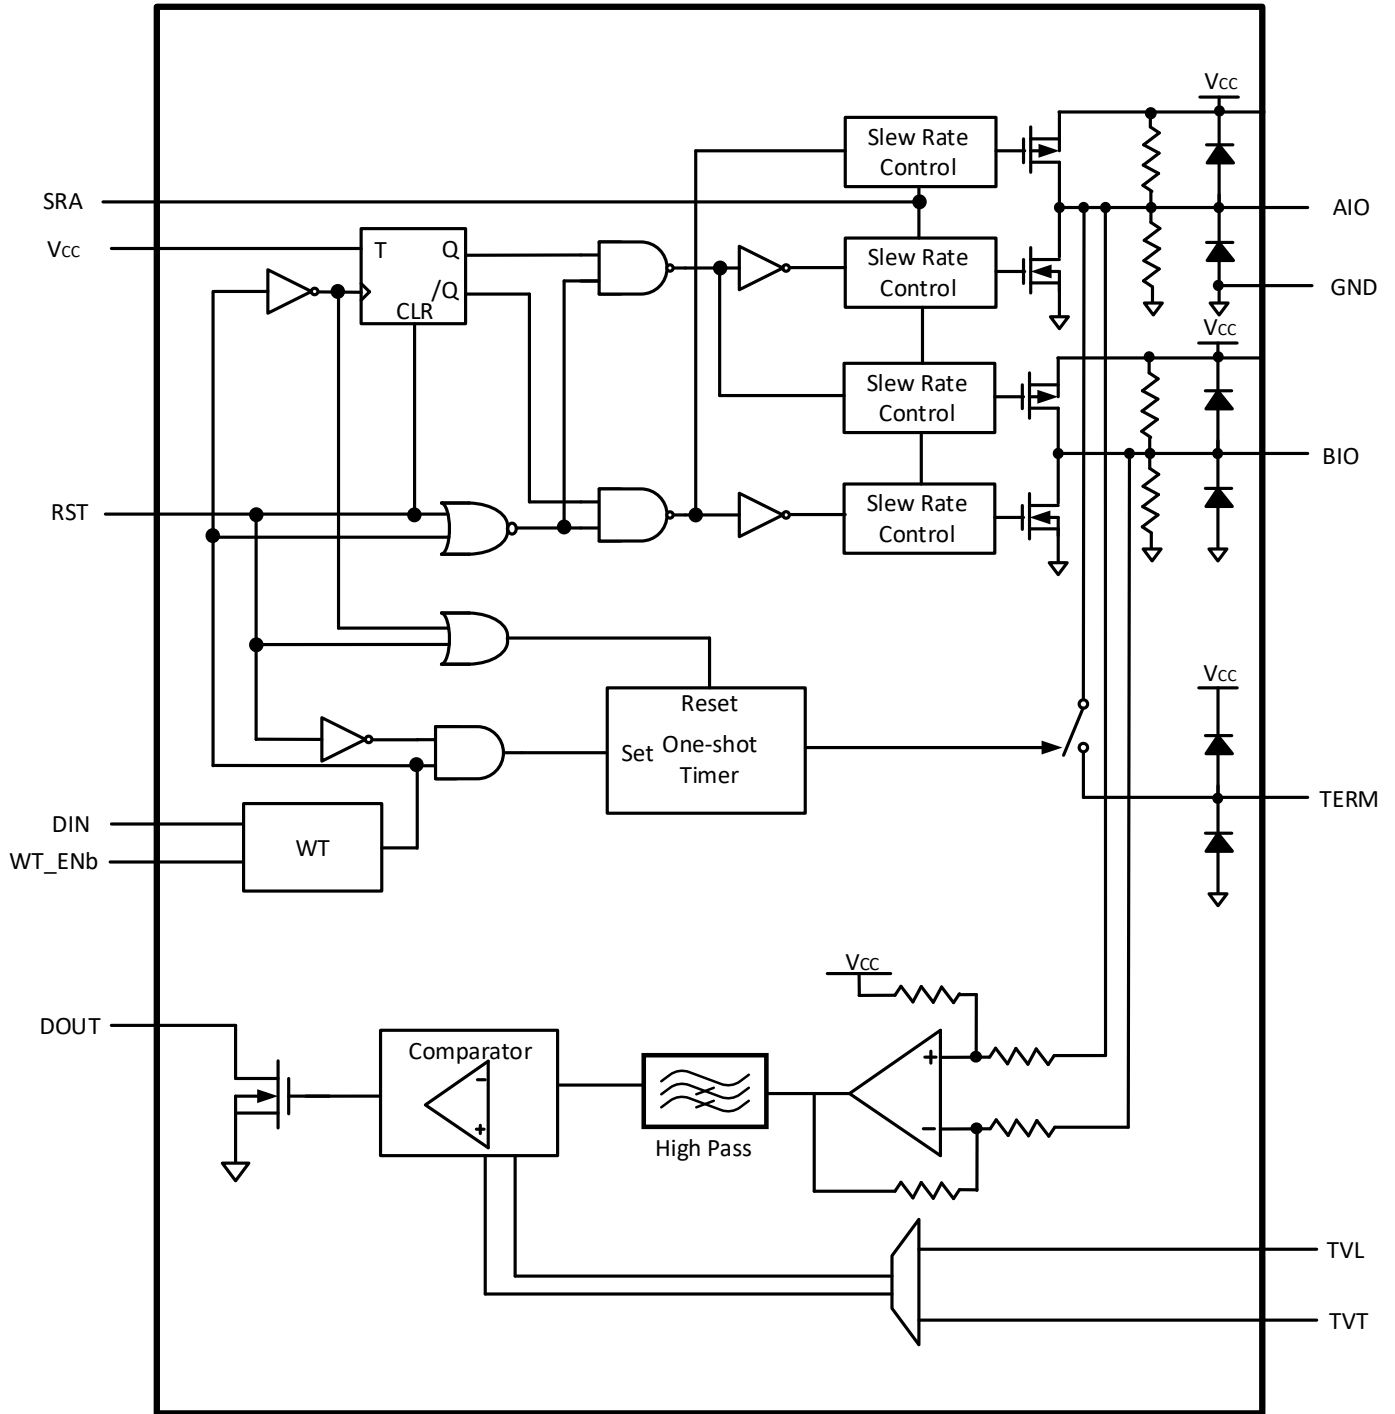 VCC
Slew Rate
Control
SRA
AIO
VCC
T
Q
Slew Rate
Control
/Q
CLR
GND
VCC
Slew Rate
Control
BIO
RST
Slew Rate
Control
VCC
Reset
Set
One-shot
Timer
TERM
DIN
WT
WT_ENb
VCC
DOUT
Comparator
+
-
+
-
High Pass
TVL
TVT